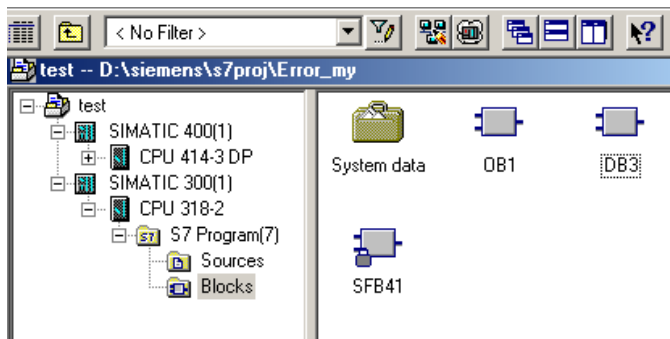 < No Filter >
test -- D:\siemens\s7proj\Error_my
test
SIMATIC 400(1)
CPU 414-3 DP
SIMATIC 300(1)
CPU 318-2
S7 Program(7)
Sources
Blocks
System data
OB1
DB3
SFB41